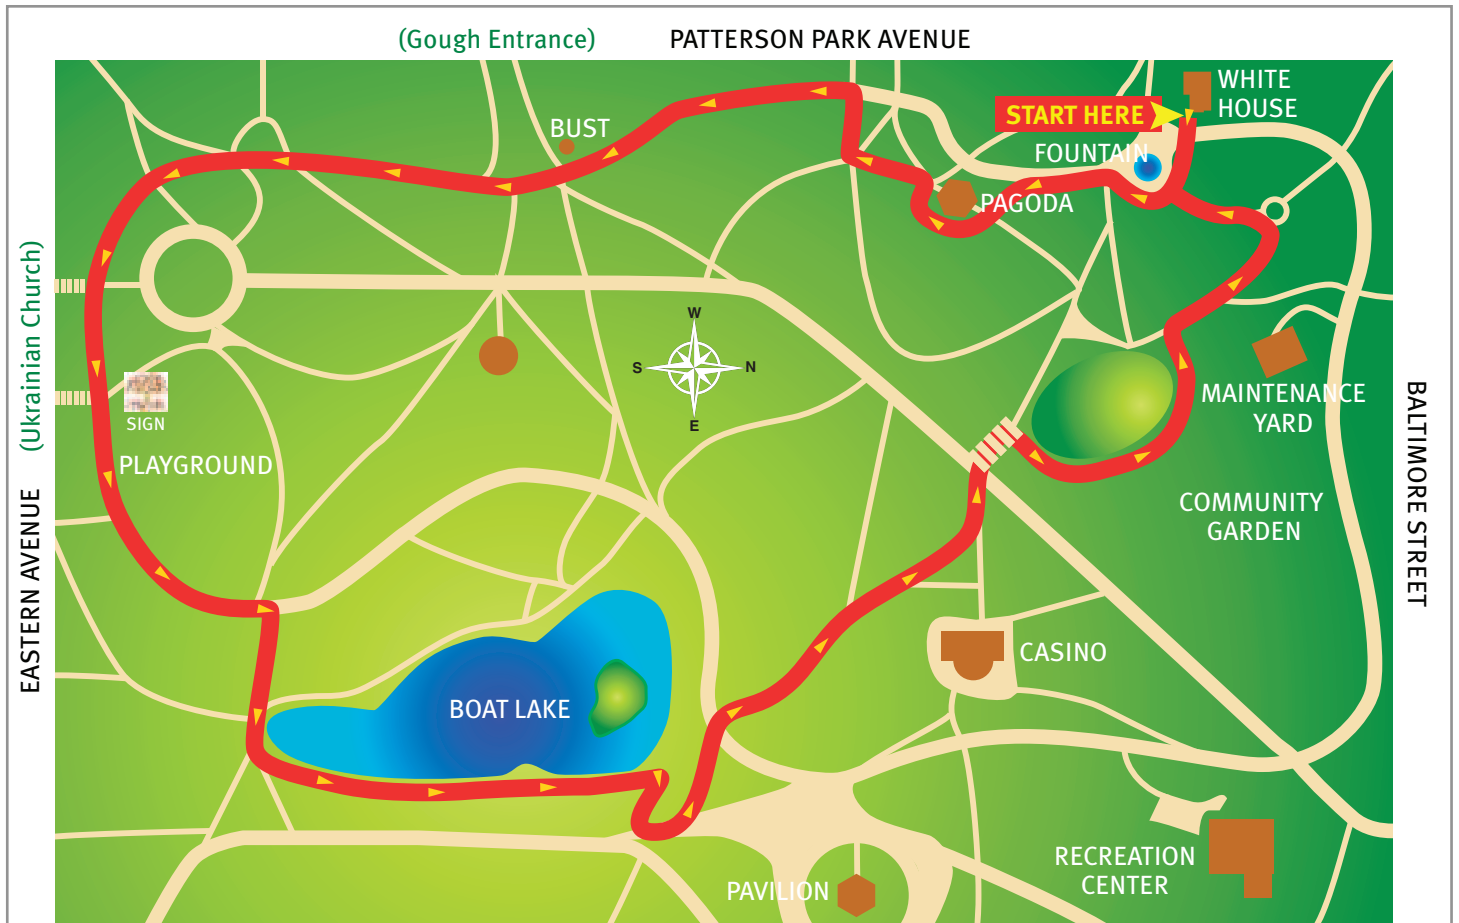 (Gough Entrance)
PATTERSON PARK AVENUE
WHITE
HOUSE
START HERE
FOUNTAIN
BUST
PAGODA
(Ukrainian Church)
EASTERN AVENUE
W
S
N
E
SIGN
PLAYGROUND
MAINTENANCE
YARD
BALTIMORE STREET
COMMUNITY
GARDEN
CASINO
BOAT LAKE
RECREATION
CENTER
PAVILION